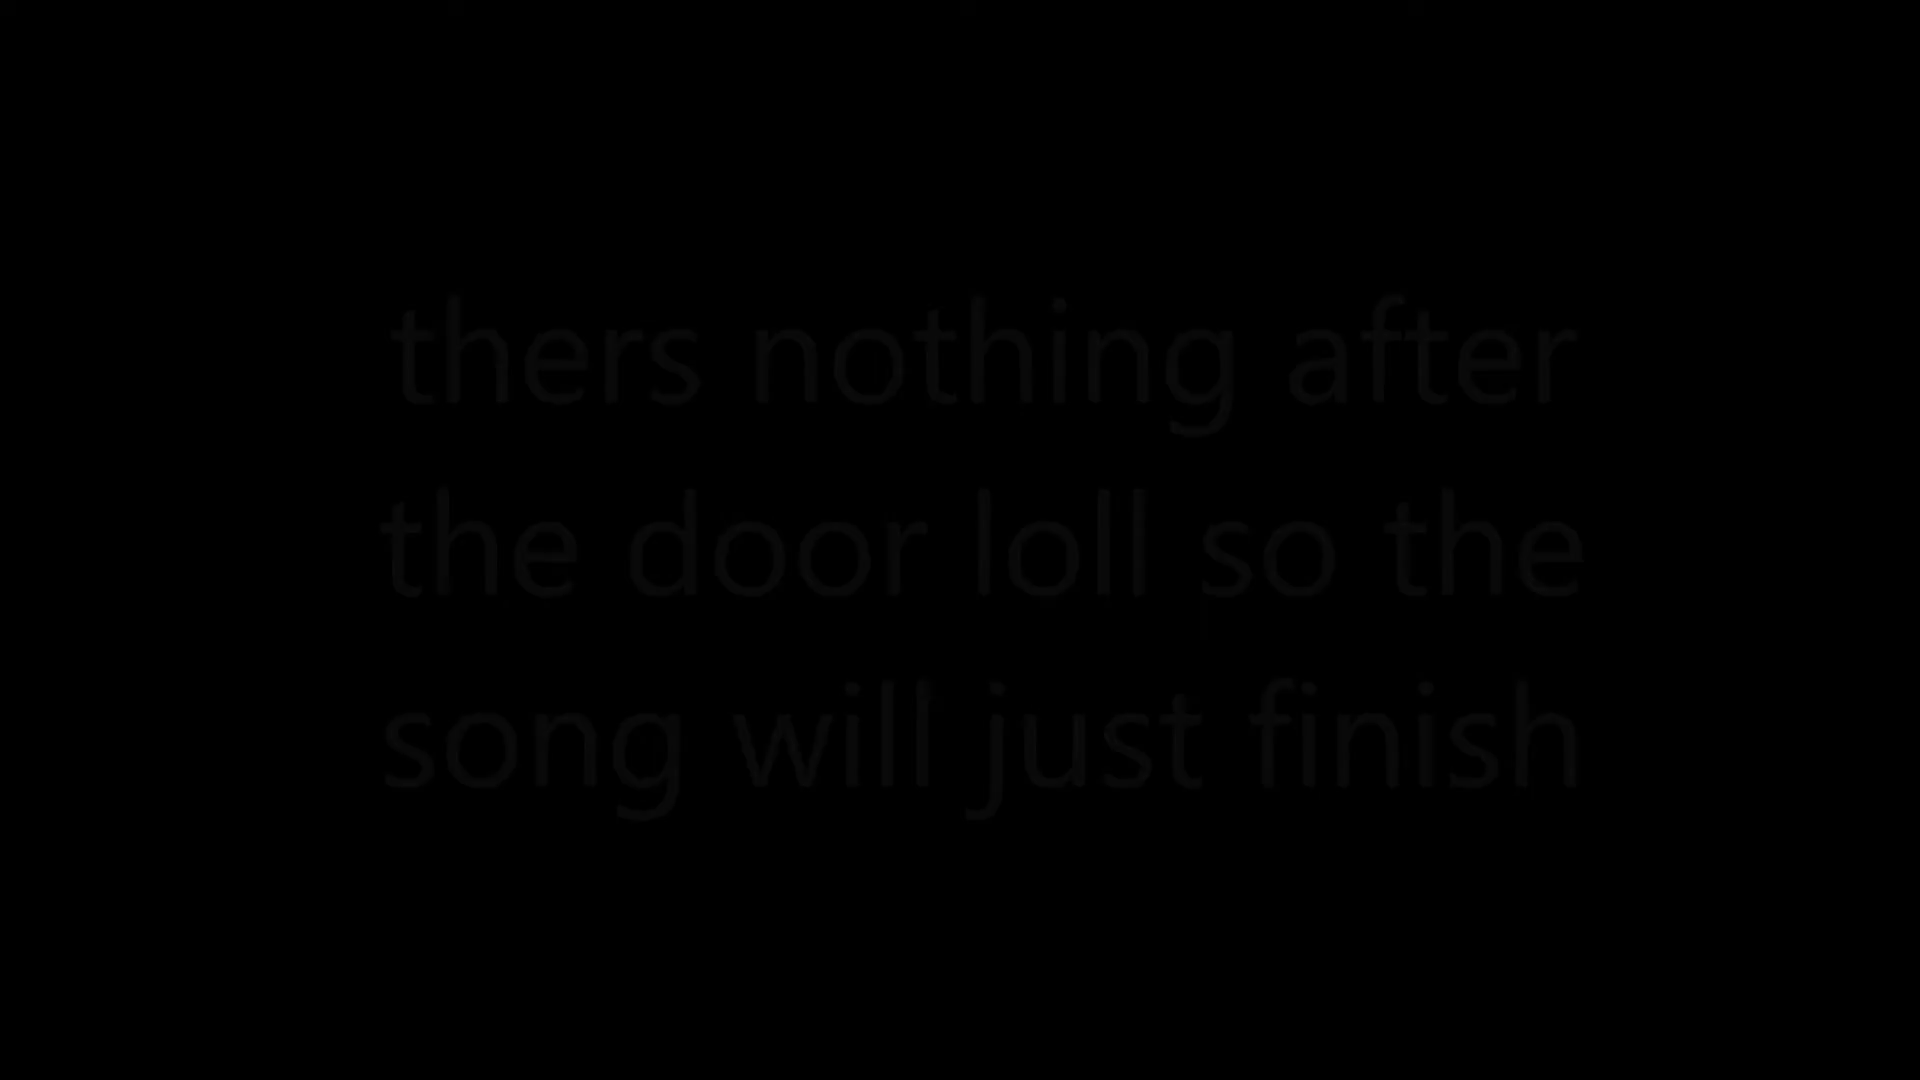 thers nothing after
the door loll so the
song will just finish